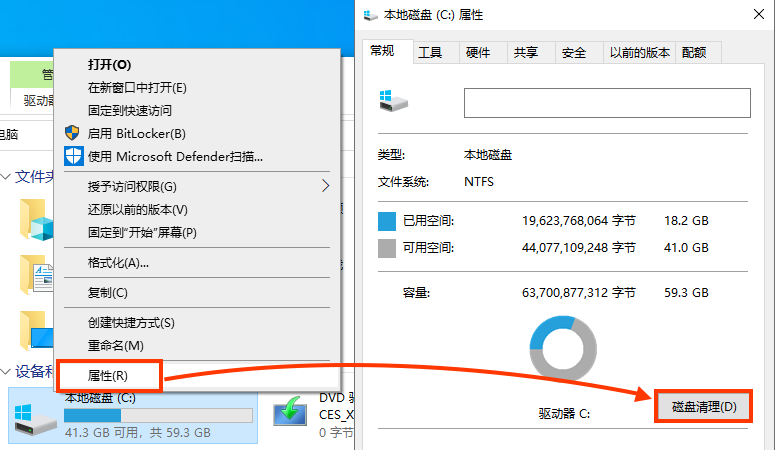 管
驱动器
电脑
文件夹
设备和
打开(O)
在新窗口中打开(E)
固定到快速访问
启用 BitLocker(B)
使用 Microsoft Defender扫描...
授予访问权限(G)
还原以前的版本(V)
固定到"开始"屏幕(P)
格式化(A)...
复制(C)
创建快捷方式(S)
重命名(M)
属性(R)
本地磁盘 (C:)
41.3 GB 可用，共 59.3 GB
DVD 驱
CES_X
0 字节
本地磁盘 (C:) 属性
常规 工具 硬件 共享 安全 以前的版本 配额
类型: 本地磁盘
文件系统: NTFS
已用空间: 19,623,768,064 字节 18.2 GB
可用空间: 44,077,109,248 字节 41.0 GB
容量: 63,700,877,312 字节 59.3 GB
驱动器 C:
磁盘清理(D)